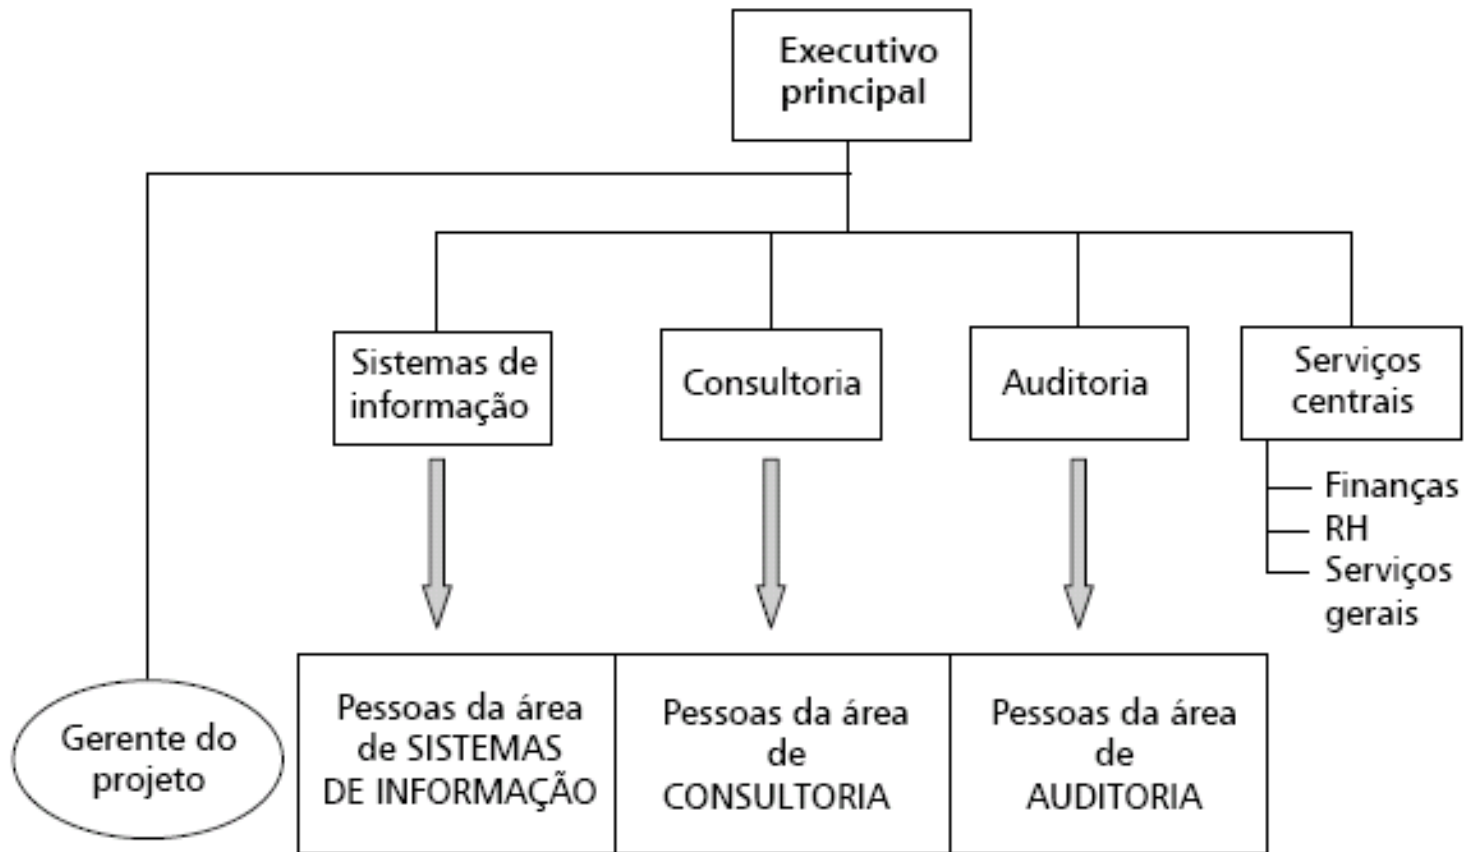 Executivo
principal
Sistemas de
informação
Consultoria
Auditoria
Serviços
centrais
Finanças
RH
Serviços
gerais
Gerente do
projeto
Pessoas da área
de SISTEMAS
DE INFORMAÇÃO
Pessoas da área
de
CONSULTORIA
Pessoas da área
de
AUDITORIA